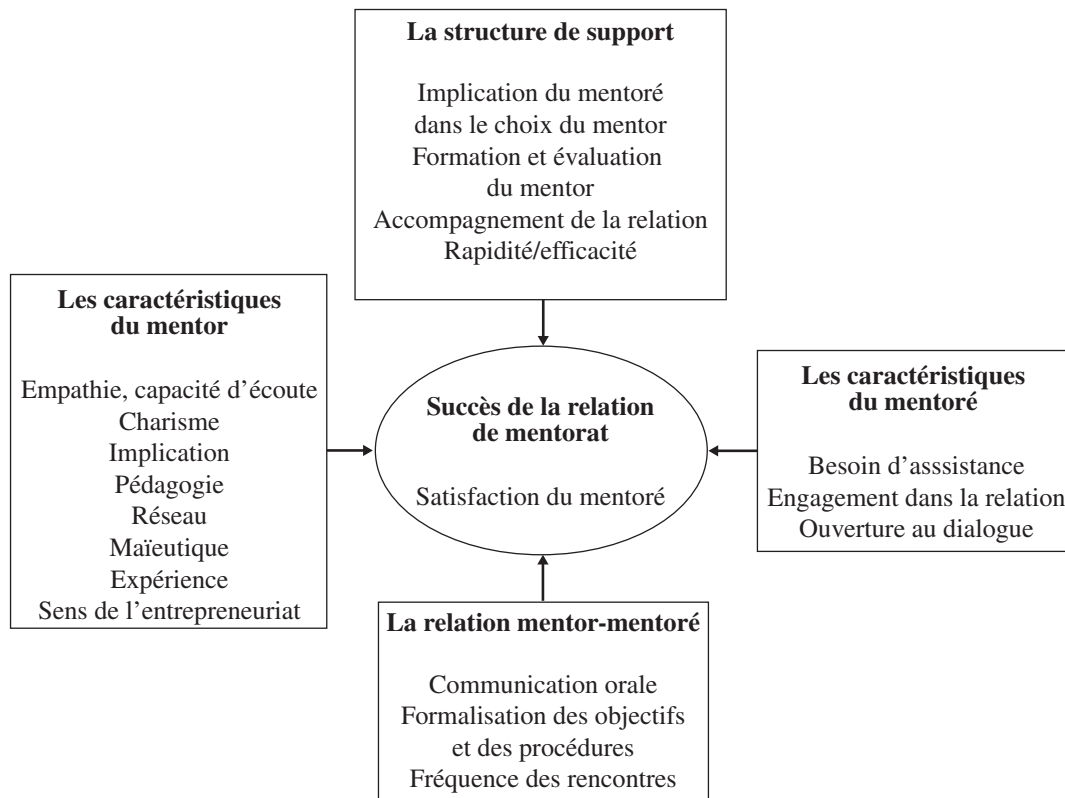 La structure de support
Implication du mentoré
dans le choix du mentor
Formation et évaluation
du mentor
Accompagnement de la relation
Rapidité/efficacité
Les caractéristiques
du mentor
Empathie, capacité d'écoute
Charisme
Implication
Pédagogie
Réseau
Maïeutique
Expérience
Sens de l'entrepreneuriat
Succès de la relation
de mentorat
Satisfaction du mentoré
Les caractéristiques
du mentoré
Besoin d'asssistance
Engagement dans la relation
Ouverture au dialogue
La relation mentor-mentoré
Communication orale
Formalisation des objectifs
et des procédures
Fréquence des rencontres